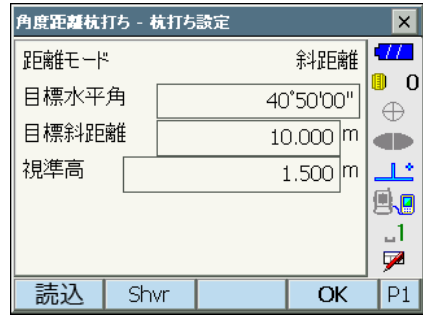 角度距離杭打ち - 杭打ち設定
距離モード 斜距離
目標水平角 40°50'00"
目標斜距離 10.000 m
視準高 1.500 m
0
1
読込 Shvr OK P1